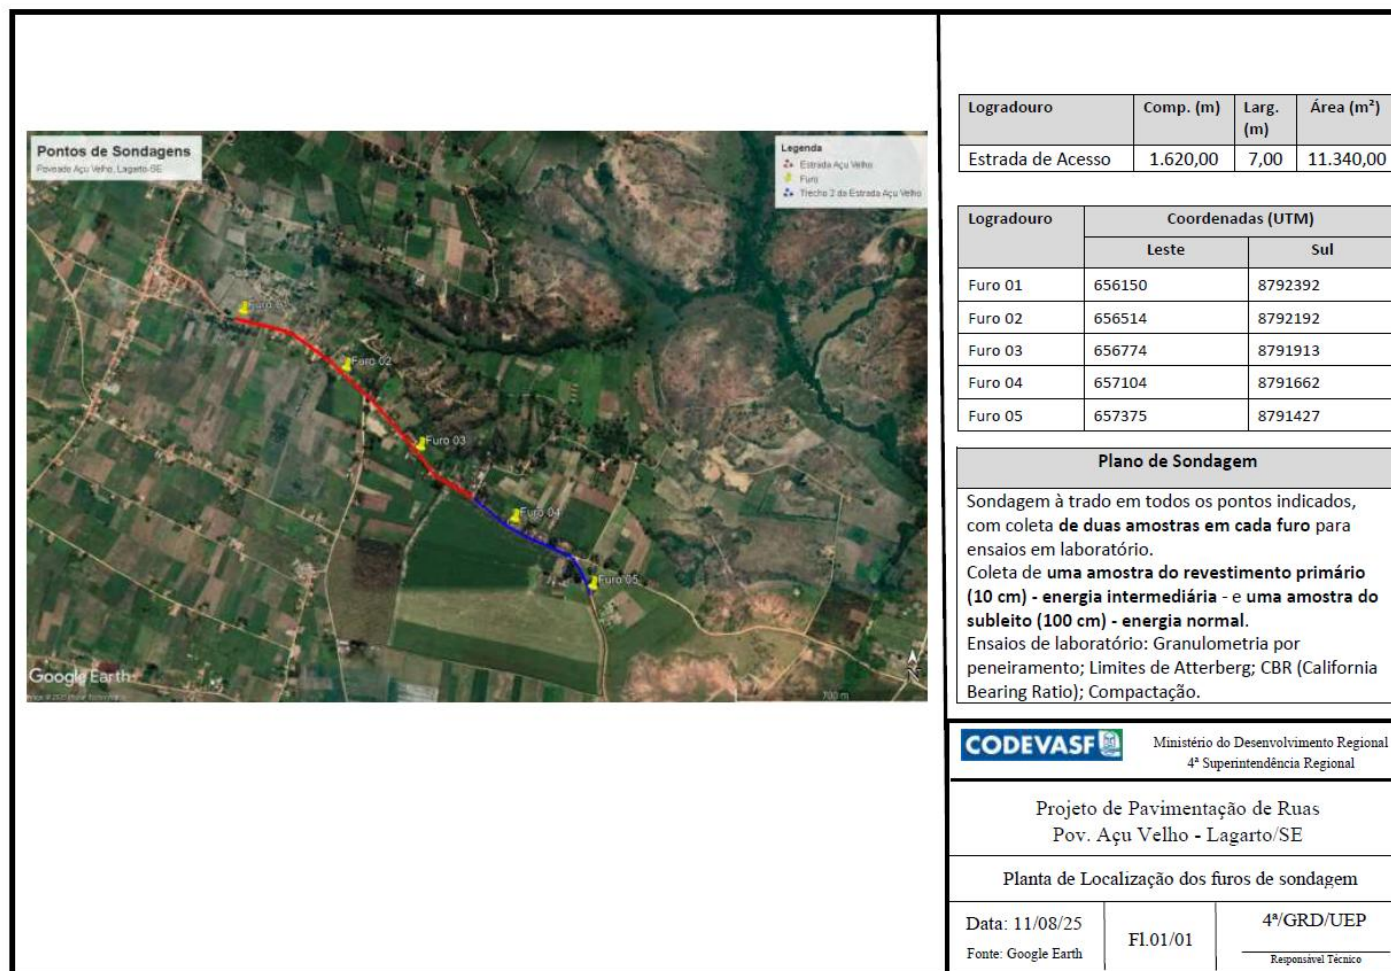 Pontos de Sondagens
Povoado Açu Velho, Lagarto-SE
Legenda
Estrada Açu Velho
Furo
Trecho 2 da Estrada Açu Velho
Furo 01
Furo 02
Furo 03
Furo 04
Furo 05
Google Earth
700 m
N
Logradouro Comp. (m) Larg. (m) Área (m²)
Estrada de Acesso 1.620,00 7,00 11.340,00
Logradouro Coordenadas (UTM)
Leste Sul
Furo 01 656150 8792392
Furo 02 656514 8792192
Furo 03 656774 8791913
Furo 04 657104 8791662
Furo 05 657375 8791427
Plano de Sondagem
Sondagem à trado em todos os pontos indicados,
com coleta de duas amostras em cada furo para
ensaios em laboratório.
Coleta de uma amostra do revestimento primário
(10 cm) - energia intermediária - e uma amostra do
subleito (100 cm) - energia normal.
Ensaios de laboratório: Granulometria por
peneiramento; Limites de Atterberg; CBR (California
Bearing Ratio); Compactação.
CODEVASF
Ministério do Desenvolvimento Regional
4ª Superintendência Regional
Projeto de Pavimentação de Ruas
Pov. Açu Velho - Lagarto/SE
Planta de Localização dos furos de sondagem
Data: 11/08/25
Fonte: Google Earth
Fl.01/01
4ª/GRD/UEP
Responsável Técnico